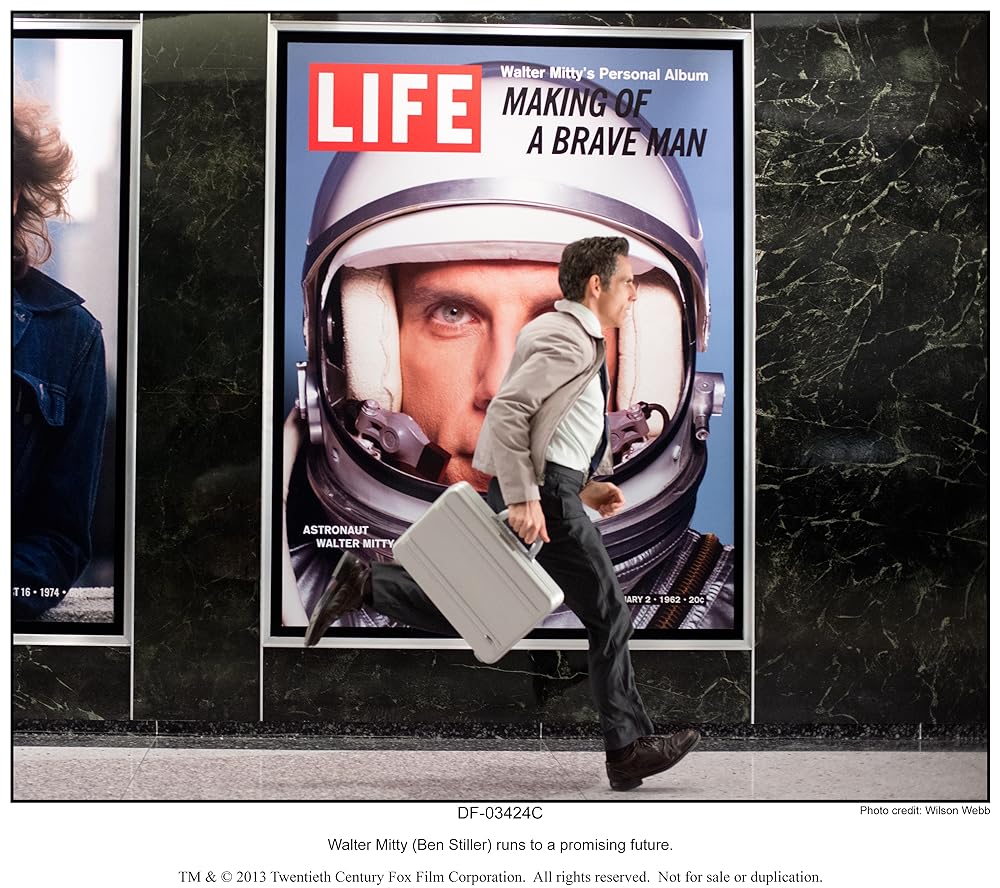 LIFE
Walter Mitty's Personal Album
MAKING OF
A BRAVE MAN
ASTRONAUT
WALTER MITTY
16 • 1974 •
2 • 1962 • 20¢
DF-03424C
Photo credit: Wilson Webb
Walter Mitty (Ben Stiller) runs to a promising future.
TM & © 2013 Twentieth Century Fox Film Corporation. All rights reserved. Not for sale or duplication.